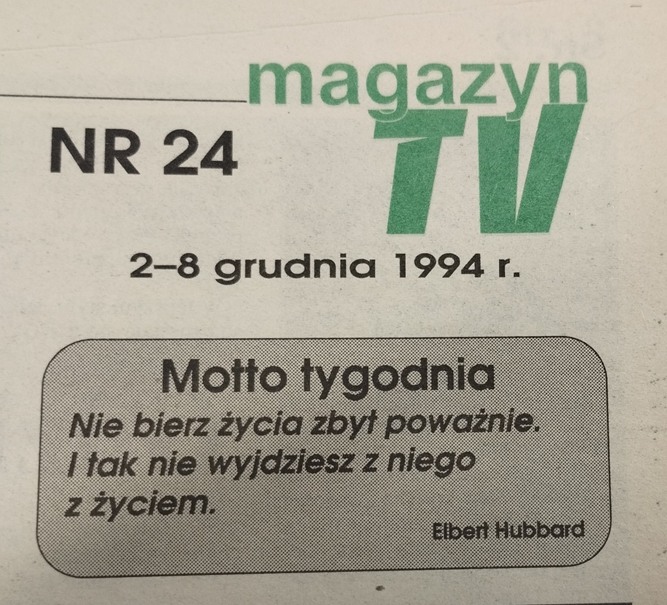 magazyn
TV
NR 24
2–8 grudnia 1994 r.
Motto tygodnia
Nie bierz życia zbyt poważnie.
I tak nie wyjdziesz z niego
z życiem.
Elbert Hubbard